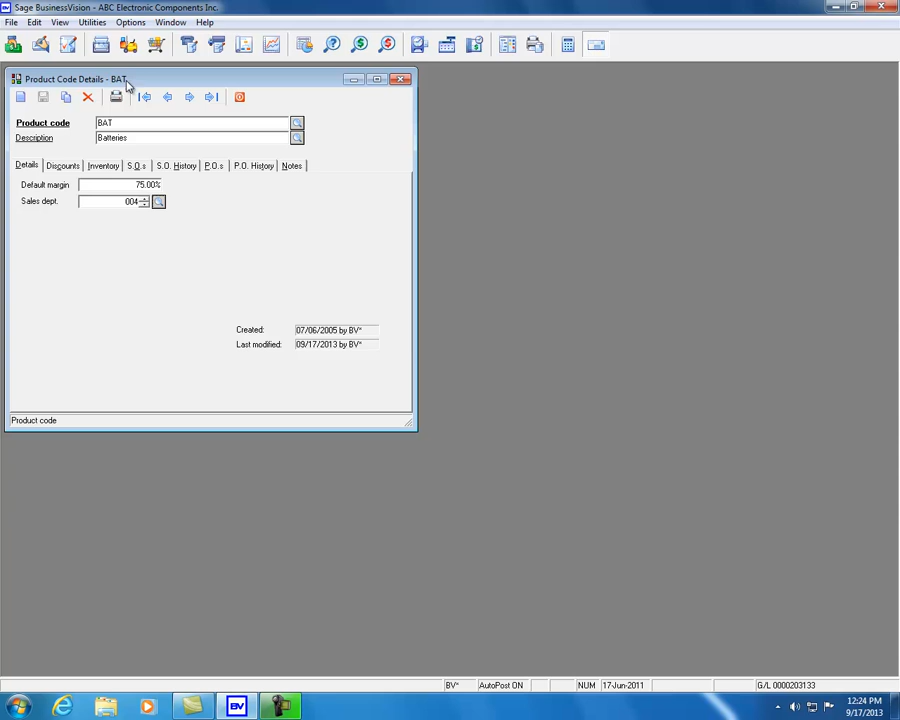 Sage BusinessVision - ABC Electronic Components Inc.
File Edit View Utilities Options Window Help
Product Code Details - BAT
Product code BAT
Description Batteries
Details Discounts Inventory S.O.s S.O. History P.O.s P.O. History Notes
Default margin 75.00%
Sales dept. 004
Created: 07/06/2005 by BV*
Last modified: 09/17/2013 by BV*
Product code
BV* AutoPost ON NUM 17-Jun-2011 G/L 0000203133
BV 12:24 PM
9/17/2013